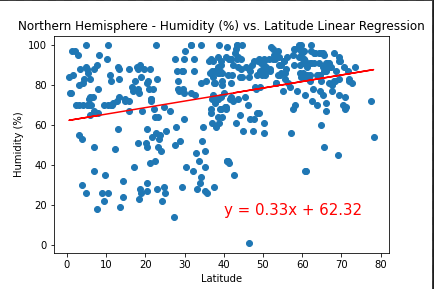 Northern Hemisphere - Humidity (%) vs. Latitude Linear Regression
100
80
60
40
20
0
Humidity (%)
y = 0.33x + 62.32
0 10 20 30 40 50 60 70 80
Latitude